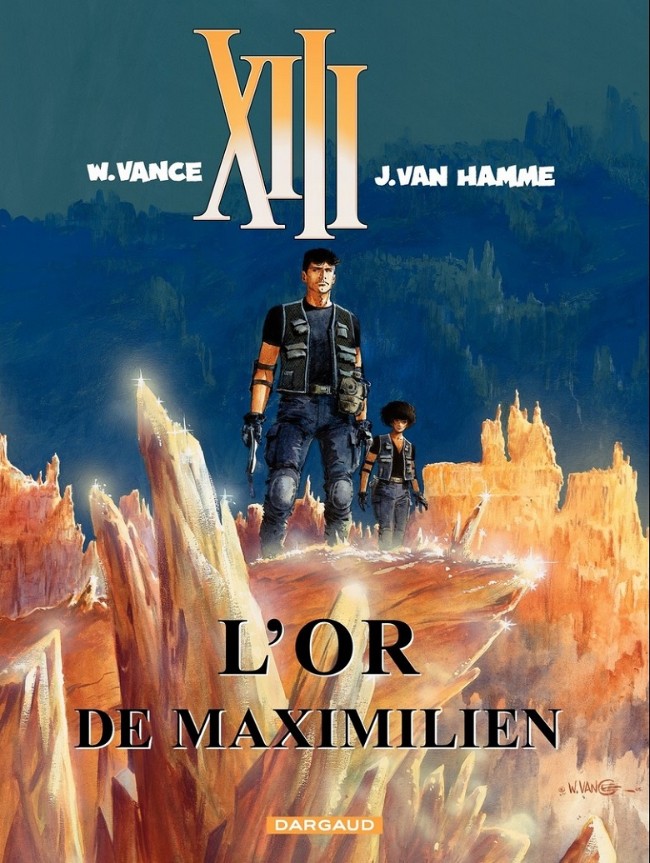 XIII
W.VANCE
J.VAN HAMME
L'OR
DE MAXIMILIEN
W.VANCE
DARGAUD